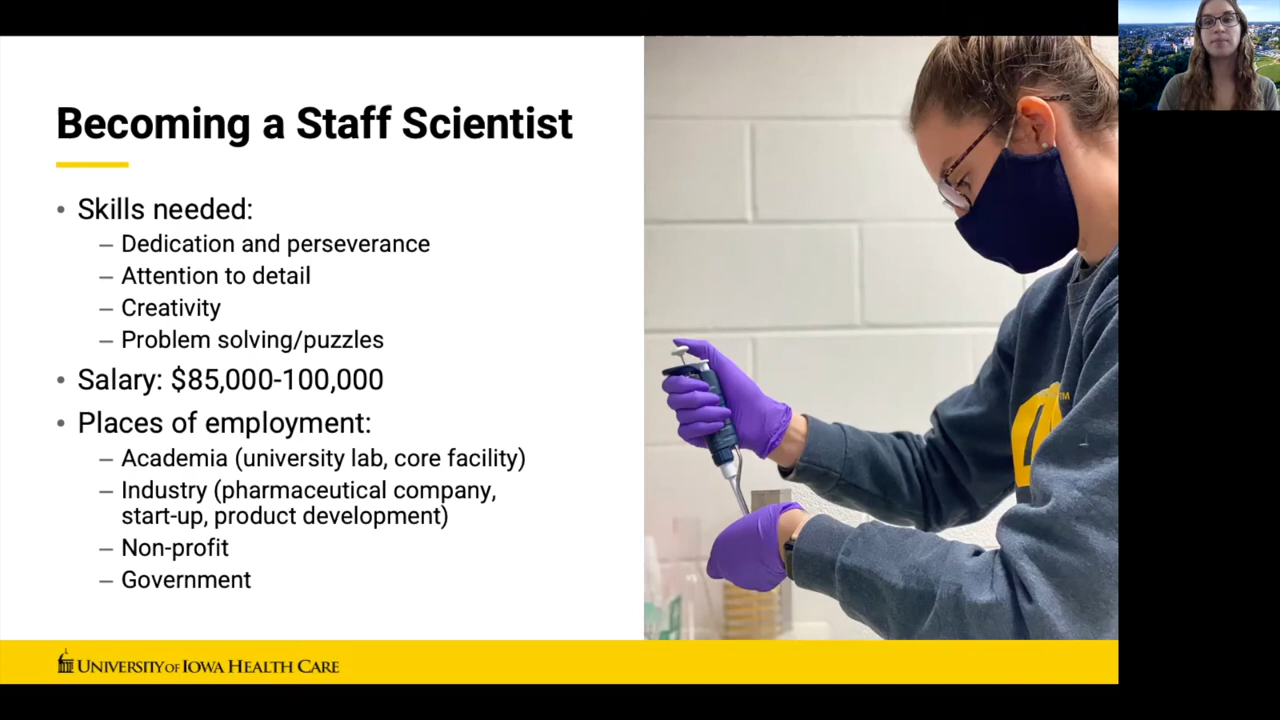 Becoming a Staff Scientist
• Skills needed:
– Dedication and perseverance
– Attention to detail
– Creativity
– Problem solving/puzzles
• Salary: $85,000-100,000
• Places of employment:
– Academia (university lab, core facility)
– Industry (pharmaceutical company,
start-up, product development)
– Non-profit
– Government
UNIVERSITY OF IOWA HEALTH CARE